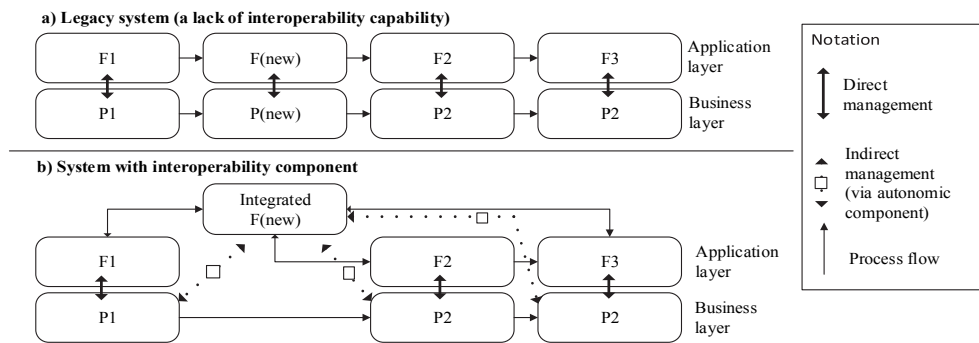 a) Legacy system (a lack of interoperability capability)
F1
F(new)
F2
F3
Application
layer
P1
P(new)
P2
P2
Business
layer
b) System with interoperability component
Integrated
F(new)
F1
F2
F3
Application
layer
P1
P2
P2
Business
layer
Notation
Direct
management
Indirect
management
(via autonomic
component)
Process flow